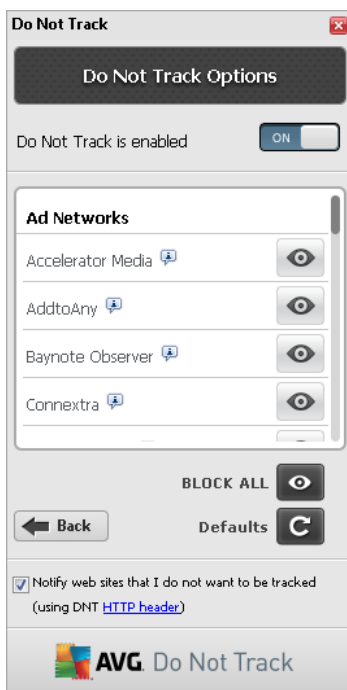 Do Not Track
Do Not Track Options
Do Not Track is enabled
ON
Ad Networks
Accelerator Media
AddtoAny
Baynote Observer
Connextra
BLOCK ALL
Back
Defaults
Notify web sites that I do not want to be tracked
(using DNT HTTP header)
AVG. Do Not Track